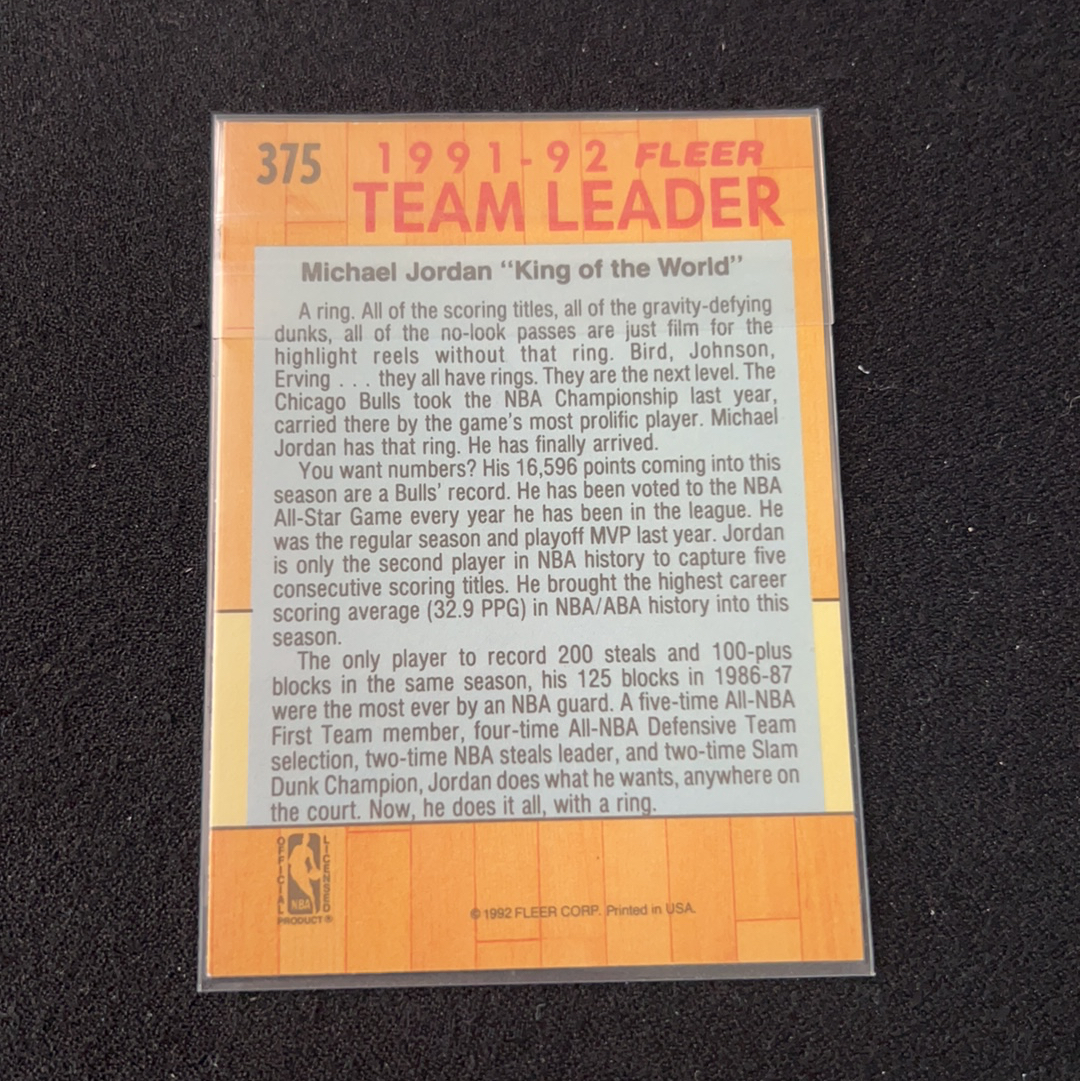 375
1991-92 FLEER
TEAM LEADER
Michael Jordan "King of the World"
A ring. All of the scoring titles, all of the gravity-defying
dunks, all of the no-look passes are just film for the
highlight reels without that ring. Bird, Johnson,
Erving . . . they all have rings. They are the next level. The
Chicago Bulls took the NBA Championship last year,
carried there by the game's most prolific player. Michael
Jordan has that ring. He has finally arrived.
You want numbers? His 16,596 points coming into this
season are a Bulls' record. He has been voted to the NBA
All-Star Game every year he has been in the league. He
was the regular season and playoff MVP last year. Jordan
is only the second player in NBA history to capture five
consecutive scoring titles. He brought the highest career
scoring average (32.9 PPG) in NBA/ABA history into this
season.
The only player to record 200 steals and 100-plus
blocks in the same season, his 125 blocks in 1986-87
were the most ever by an NBA guard. A five-time All-NBA
First Team member, four-time All-NBA Defensive Team
selection, two-time NBA steals leader, and two-time Slam
Dunk Champion, Jordan does what he wants, anywhere on
the court. Now, he does it all, with a ring.
OFFICIAL
LICENSED
NBA
PRODUCT ®
© 1992 FLEER CORP. Printed in USA.